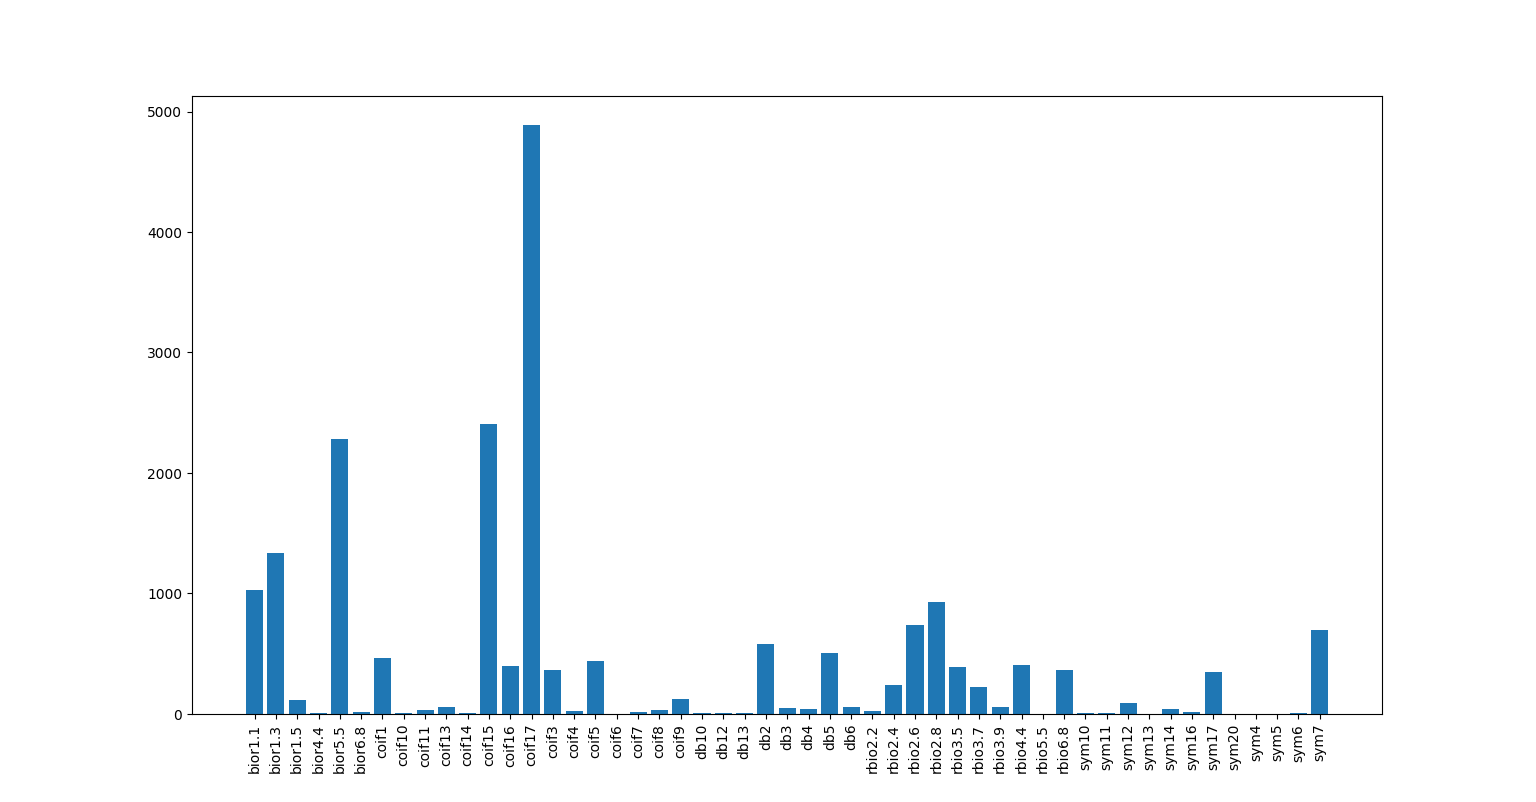 5000
4000
3000
2000
1000
0
bior1.1
bior1.3
bior1.5
bior4.4
bior5.5
bior6.8
coif1
coif10
coif11
coif13
coif14
coif15
coif16
coif17
coif3
coif4
coif5
coif6
coif7
coif8
coif9
db10
db12
db13
db2
db3
db4
db5
db6
rbio2.2
rbio2.4
rbio2.6
rbio2.8
rbio3.5
rbio3.7
rbio3.9
rbio4.4
rbio5.5
rbio6.8
sym10
sym11
sym12
sym13
sym14
sym16
sym17
sym20
sym4
sym5
sym6
sym7